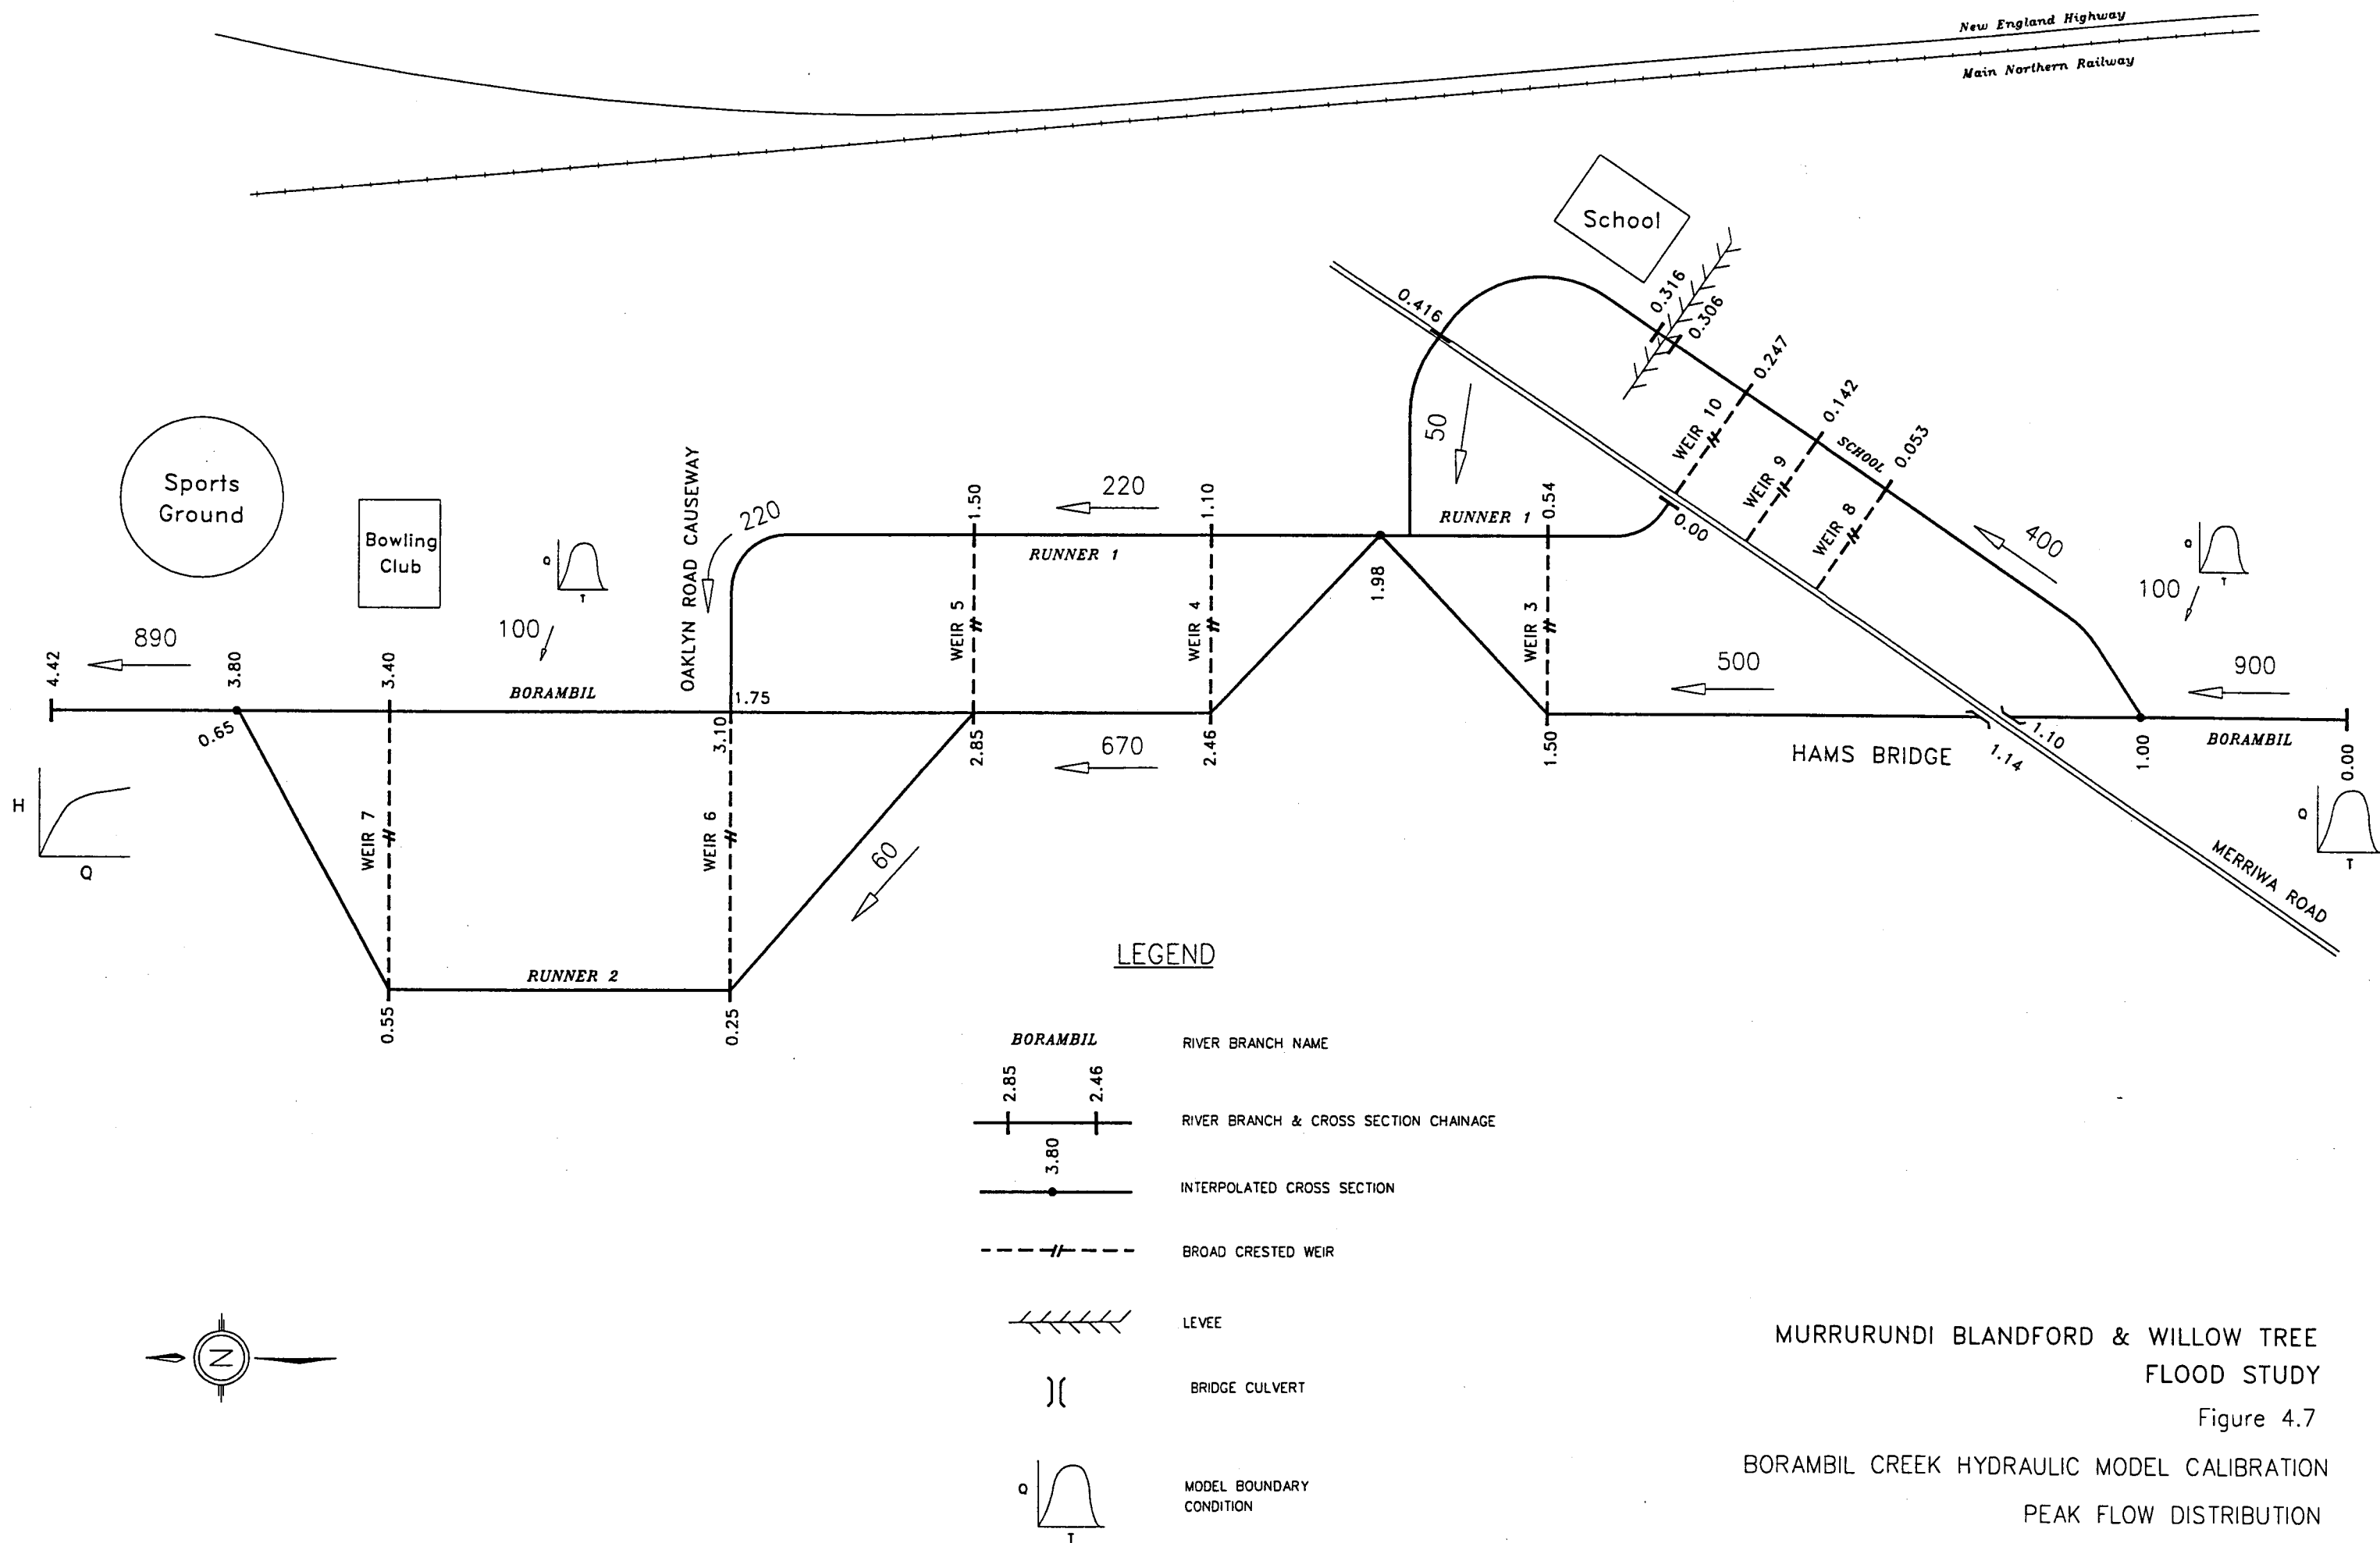 New England Highway
Main Northern Railway
School
0.416
0.316
0.306
0.247
0.142
0.053
WEIR 10
WEIR 9
WEIR 8
SCHOOL
0.00
400
Q
T
100
50
Sports
Ground
Bowling
Club
Q
T
100
OAKLYN ROAD CAUSEWAY
220
1.50
220
1.10
RUNNER 1
RUNNER 1
0.54
1.98
WEIR 5
WEIR 4
WEIR 3
500
900
890
4.42
3.80
3.40
BORAMBIL
1.75
0.65
3.10
2.85
670
2.46
1.50
HAMS BRIDGE
1.14
1.10
1.00
BORAMBIL
0.00
H
Q
WEIR 7
WEIR 6
60
Q
T
MERRIWA ROAD
RUNNER 2
0.55
0.25
LEGEND
BORAMBIL
RIVER BRANCH NAME
2.85
2.46
RIVER BRANCH & CROSS SECTION CHAINAGE
3.80
INTERPOLATED CROSS SECTION
BROAD CRESTED WEIR
LEVEE
BRIDGE CULVERT
Q
T
MODEL BOUNDARY
CONDITION
N
MURRURUNDI BLANDFORD & WILLOW TREE
FLOOD STUDY
Figure 4.7
BORAMBIL CREEK HYDRAULIC MODEL CALIBRATION
PEAK FLOW DISTRIBUTION